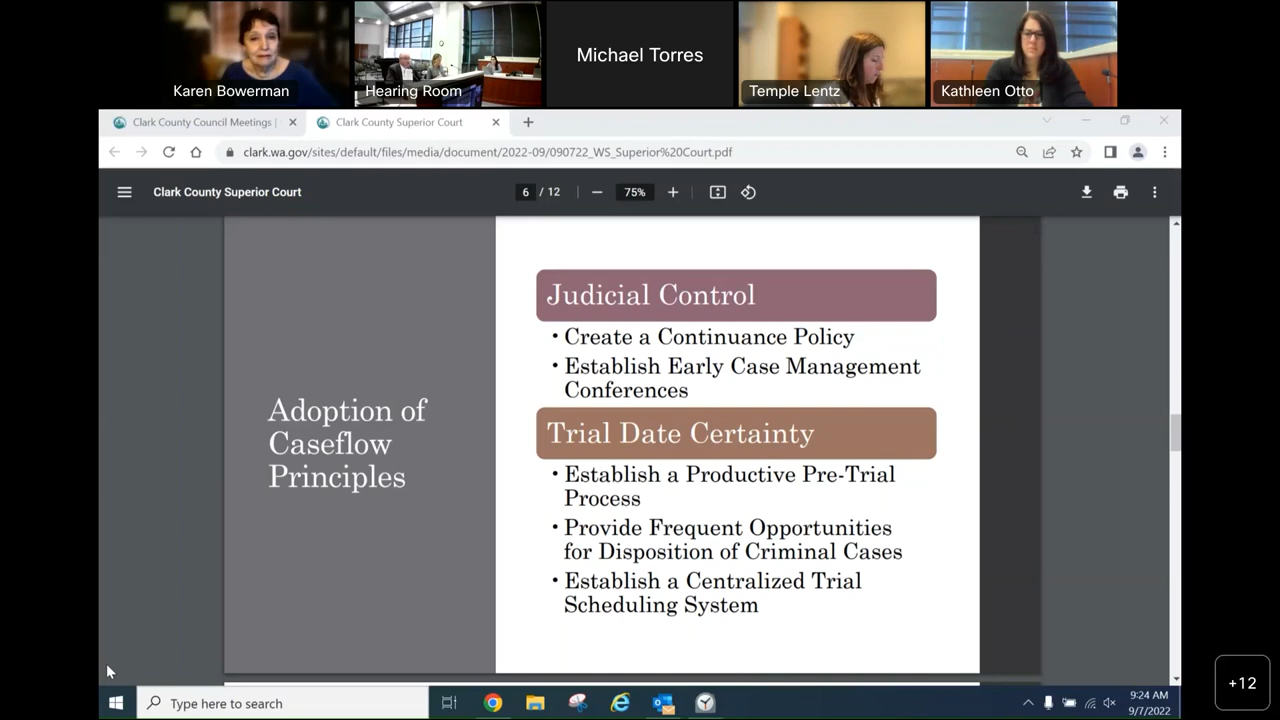 Karen Bowerman
Hearing Room
Michael Torres
Temple Lentz
Kathleen Otto
Clark County Council Meetings |
Clark County Superior Court
clark.wa.gov/sites/default/files/media/document/2022-09/090722_WS_Superior%20Court.pdf
Clark County Superior Court
6 / 12
75%
Adoption of
Caseflow
Principles
Judicial Control
• Create a Continuance Policy
• Establish Early Case Management
Conferences
Trial Date Certainty
• Establish a Productive Pre-Trial
Process
• Provide Frequent Opportunities
for Disposition of Criminal Cases
• Establish a Centralized Trial
Scheduling System
+12
Type here to search
9:24 AM
9/7/2022